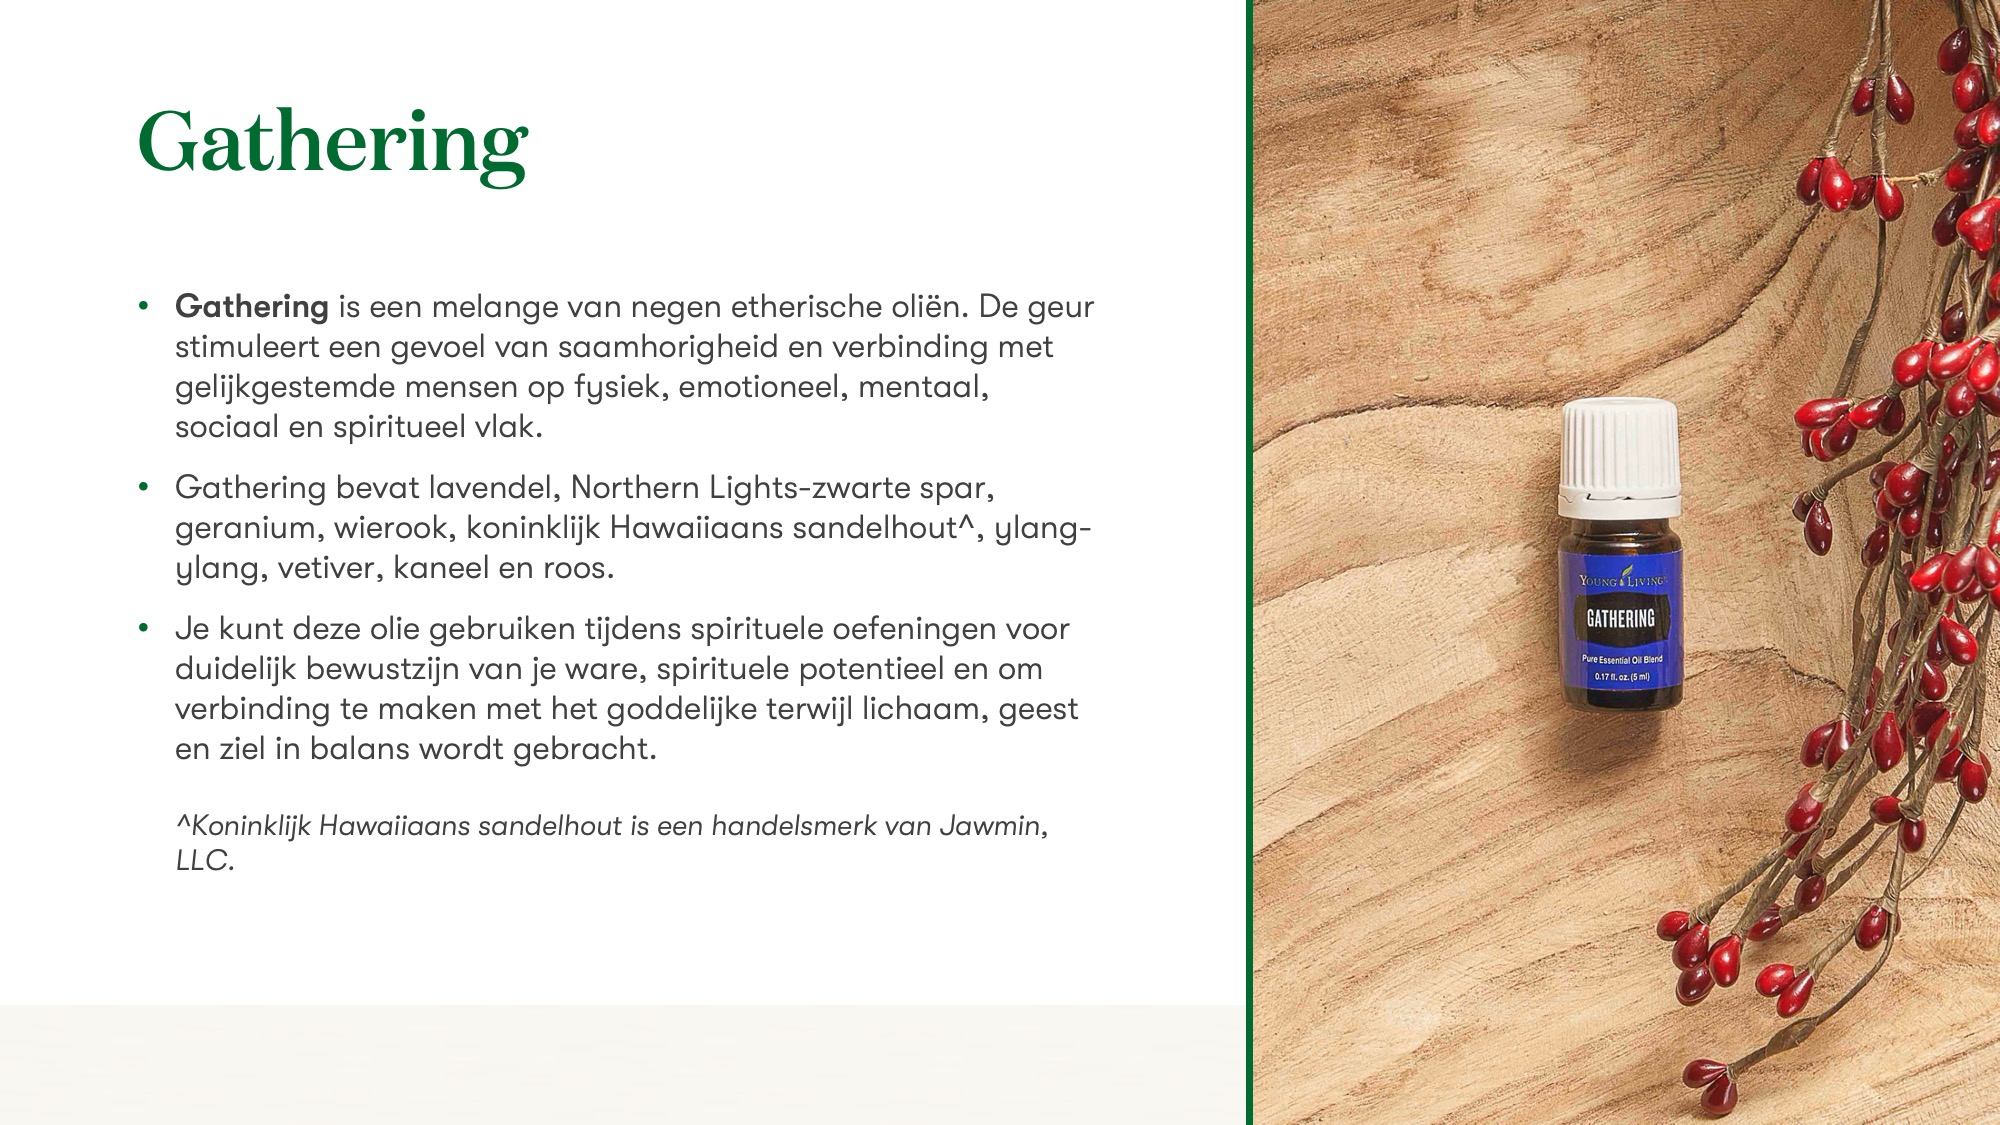 Gathering
• Gathering is een melange van negen etherische oliën. De geur
stimuleert een gevoel van saamhorigheid en verbinding met
gelijkgestemde mensen op fysiek, emotioneel, mentaal,
sociaal en spiritueel vlak.
• Gathering bevat lavendel, Northern Lights-zwarte spar,
geranium, wierook, koninklijk Hawaiiaans sandelhout^, ylang-
ylang, vetiver, kaneel en roos.
• Je kunt deze olie gebruiken tijdens spirituele oefeningen voor
duidelijk bewustzijn van je ware, spirituele potentieel en om
verbinding te maken met het goddelijke terwijl lichaam, geest
en ziel in balans wordt gebracht.
^Koninklijk Hawaiiaans sandelhout is een handelsmerk van Jawmin,
LLC.
YOUNG LIVING
GATHERING
Pure Essential Oil Blend
0.17 fl. oz. (5 ml)